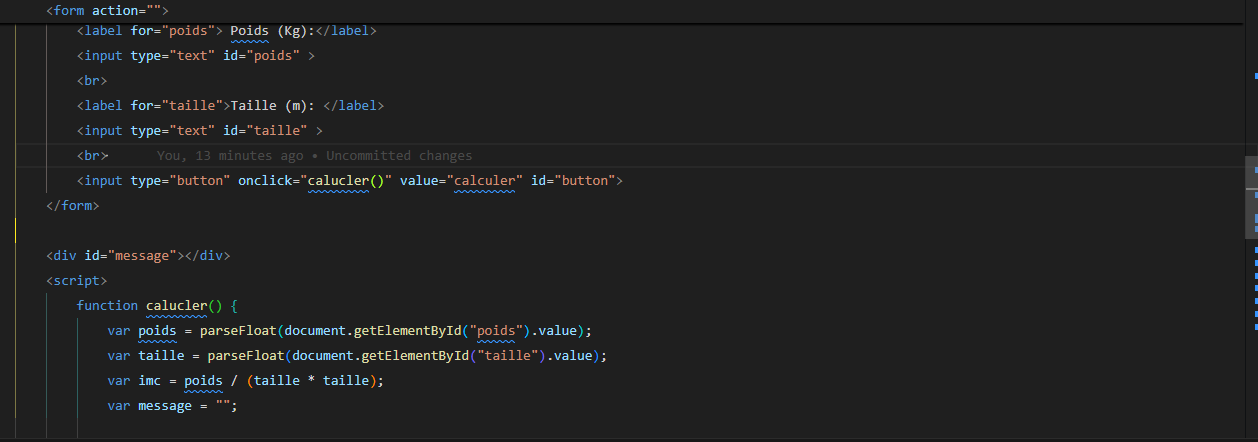 <form action="">
<label for="poids"> Poids (Kg):</label>
<input type="text" id="poids" >
<br>
<label for="taille">Taille (m): </label>
<input type="text" id="taille" >
<br> You, 13 minutes ago • Uncommitted changes
<input type="button" onclick="calucler()" value="calculer" id="button">
</form>
<div id="message"></div>
<script>
function calucler() {
var poids = parseFloat(document.getElementById("poids").value);
var taille = parseFloat(document.getElementById("taille").value);
var imc = poids / (taille * taille);
var message = "";